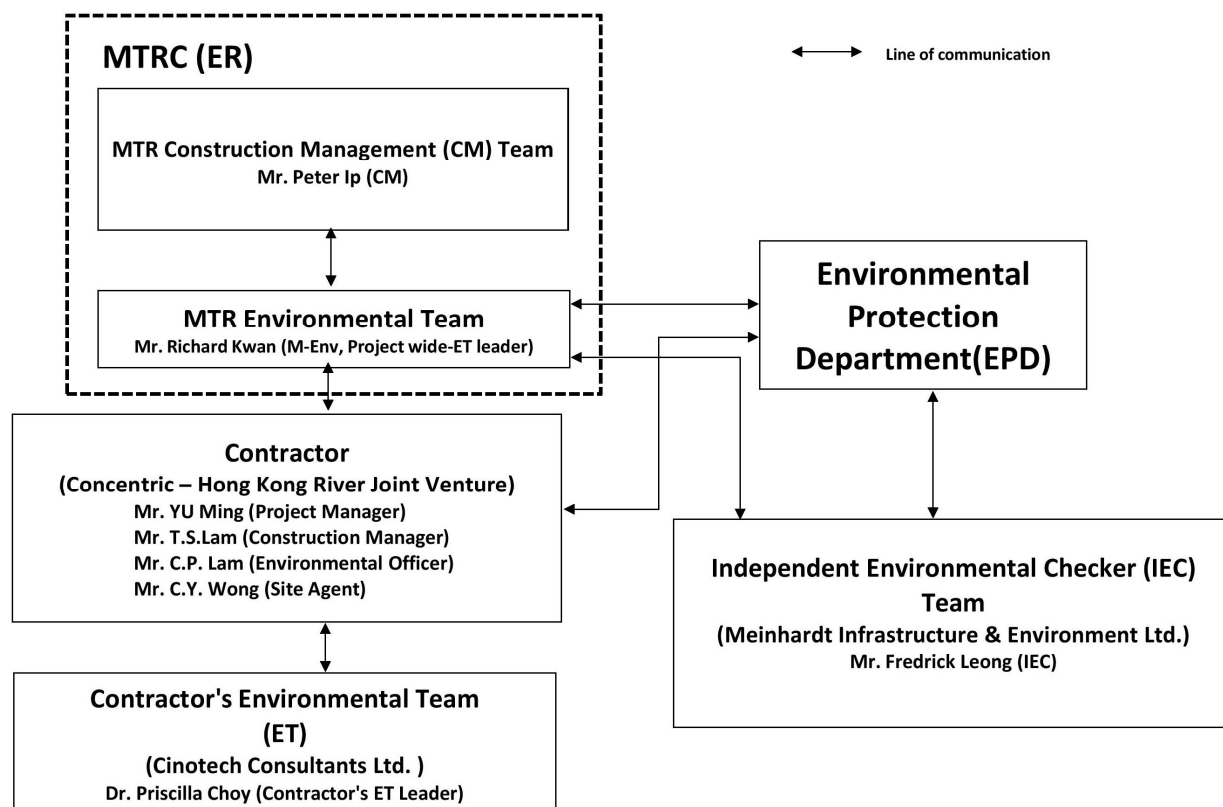 MTRC (ER)
Line of communication
MTR Construction Management (CM) Team
Mr. Peter Ip (CM)
MTR Environmental Team
Mr. Richard Kwan (M-Env, Project wide-ET leader)
Environmental
Protection
Department(EPD)
Contractor
(Concentric – Hong Kong River Joint Venture)
Mr. YU Ming (Project Manager)
Mr. T.S.Lam (Construction Manager)
Mr. C.P. Lam (Environmental Officer)
Mr. C.Y. Wong (Site Agent)
Independent Environmental Checker (IEC)
Team
(Meinhardt Infrastructure & Environment Ltd.)
Mr. Fredrick Leong (IEC)
Contractor's Environmental Team
(ET)
(Cinotech Consultants Ltd. )
Dr. Priscilla Choy (Contractor's ET Leader)